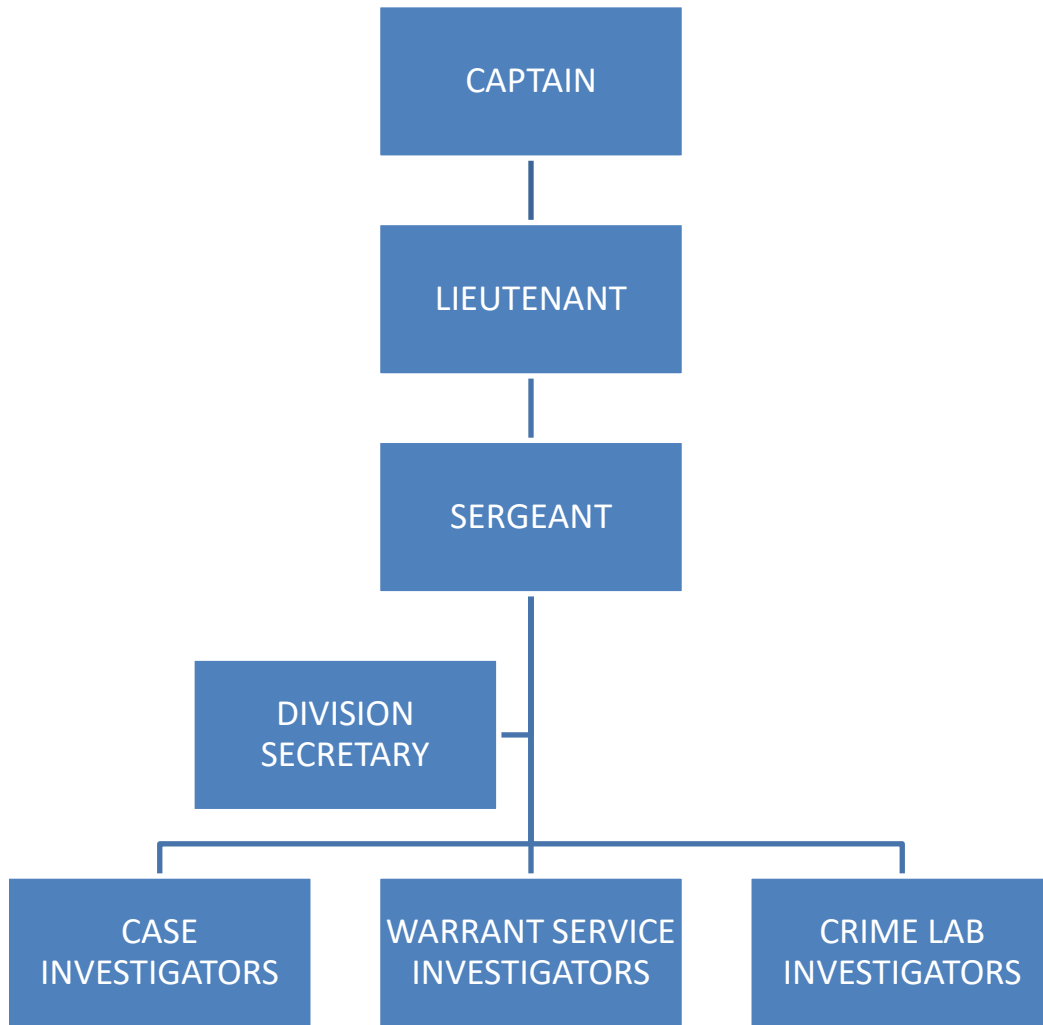 CAPTAIN
LIEUTENANT
SERGEANT
DIVISION
SECRETARY
CASE
INVESTIGATORS
WARRANT SERVICE
INVESTIGATORS
CRIME LAB
INVESTIGATORS